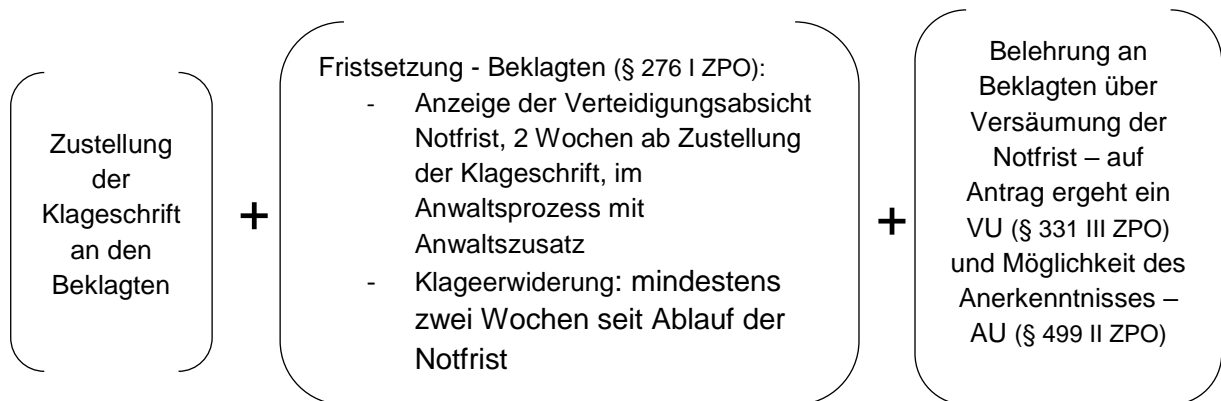 Zustellung
der
Klageschrift
an den
Beklagten
+
Fristsetzung - Beklagten (§ 276 I ZPO):
- Anzeige der Verteidigungsabsicht
Notfrist, 2 Wochen ab Zustellung
der Klageschrift, im
Anwaltsprozess mit
Anwaltszusatz
- Klageerwiderung: mindestens
zwei Wochen seit Ablauf der
Notfrist
+
Belehrung an
Beklagten über
Versäumung der
Notfrist – auf
Antrag ergeht ein
VU (§ 331 III ZPO)
und Möglichkeit des
Anerkenntnisses –
AU (§ 499 II ZPO)